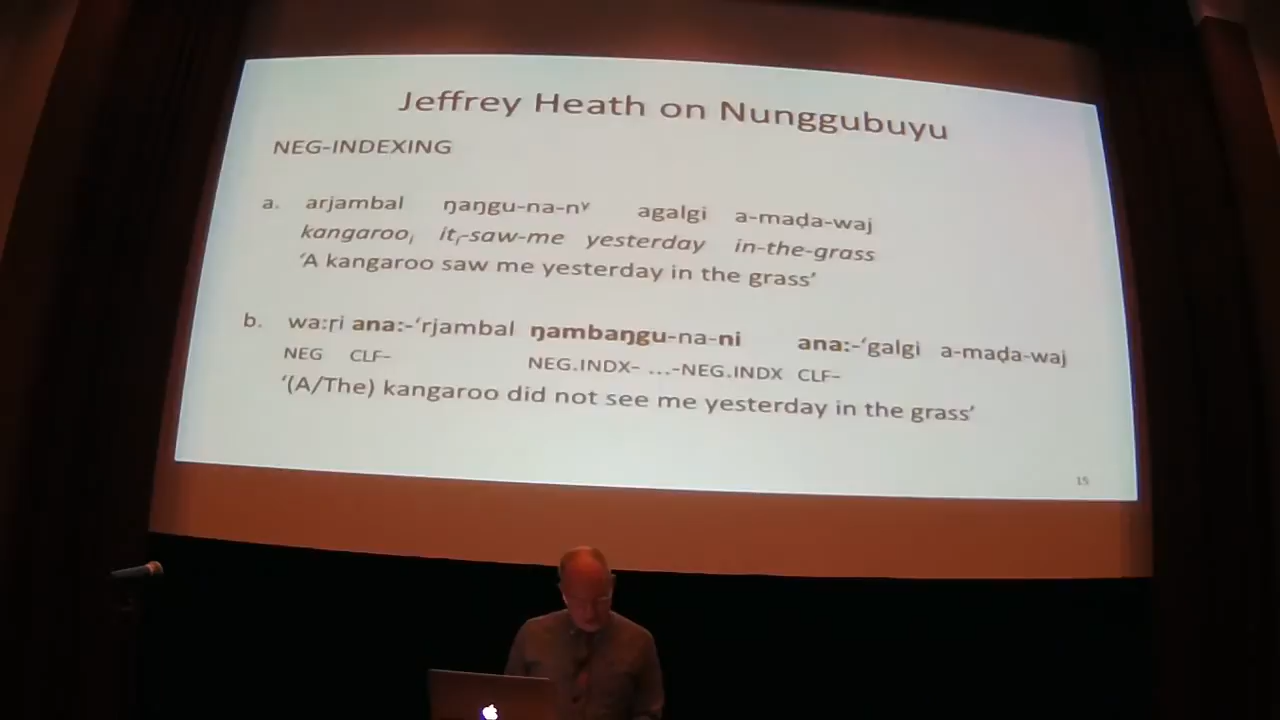 Jeffrey Heath on Nunggubuyu
NEG-INDEXING
a. arjambal ŋaŋgu-na-nʸ agalgi a-maḍa-waj
kangarooᵢ itᵢ-saw-me yesterday in-the-grass
‘A kangaroo saw me yesterday in the grass’
b. wa:ṛi ana:-‘rjambal ŋambaŋgu-na-ni ana:-‘galgi a-maḍa-waj
NEG CLF- NEG.INDX- ...-NEG.INDX CLF-
‘(A/The) kangaroo did not see me yesterday in the grass’
15